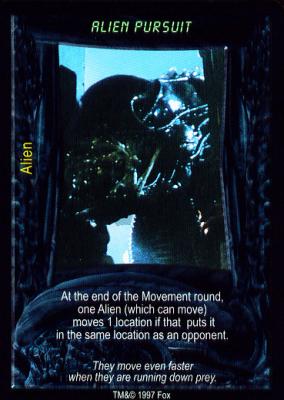 ALIEN PURSUIT
Alien
At the end of the Movement round,
one Alien (which can move)
moves 1 location if that puts it
in the same location as an opponent.
They move even faster
when they are running down prey.
TM&© 1997 Fox